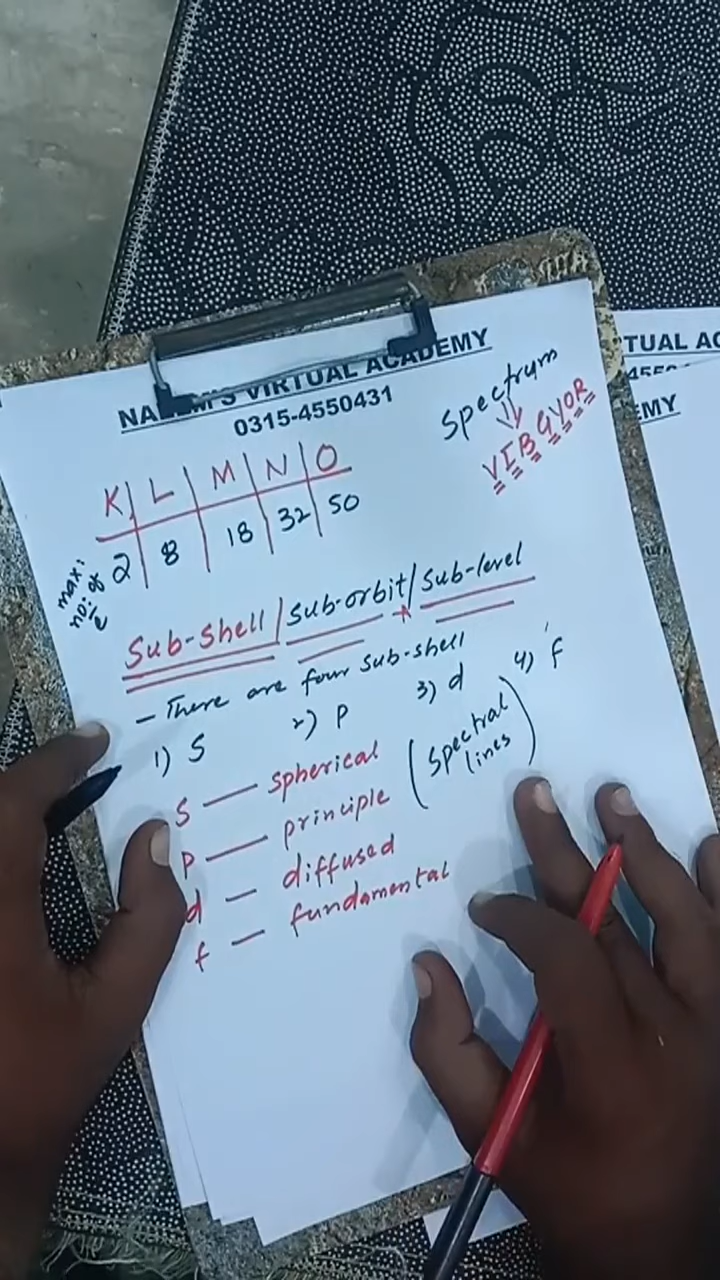 VIRTUAL ACADEMY
0315-4550431
Spectrum
VIBGYOR
K L M N O
2 8 18 32 50
max:
no: of
e
Sub-Shell / Sub-orbit / Sub-level
- There are four sub-shell
1) S 2) P 3) d 4) f
S — spherical (spectral lines)
P — principle
d — diffused
f — fundamental
TUAL AC
EMY